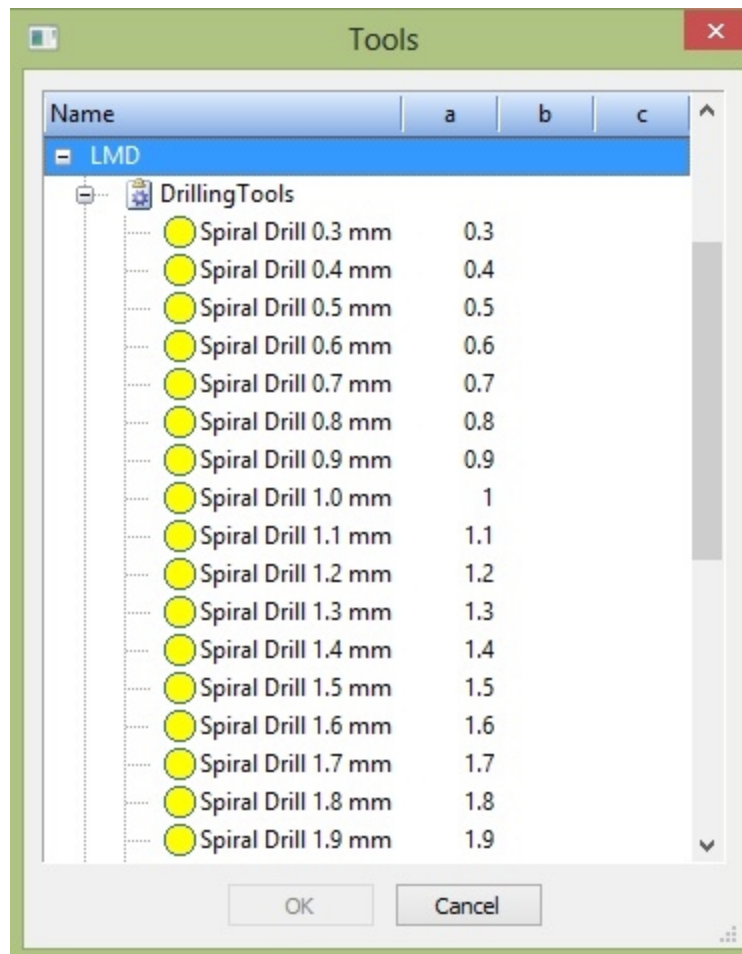 Tools
Name a b c
LMD
DrillingTools
Spiral Drill 0.3 mm 0.3
Spiral Drill 0.4 mm 0.4
Spiral Drill 0.5 mm 0.5
Spiral Drill 0.6 mm 0.6
Spiral Drill 0.7 mm 0.7
Spiral Drill 0.8 mm 0.8
Spiral Drill 0.9 mm 0.9
Spiral Drill 1.0 mm 1
Spiral Drill 1.1 mm 1.1
Spiral Drill 1.2 mm 1.2
Spiral Drill 1.3 mm 1.3
Spiral Drill 1.4 mm 1.4
Spiral Drill 1.5 mm 1.5
Spiral Drill 1.6 mm 1.6
Spiral Drill 1.7 mm 1.7
Spiral Drill 1.8 mm 1.8
Spiral Drill 1.9 mm 1.9
OK Cancel